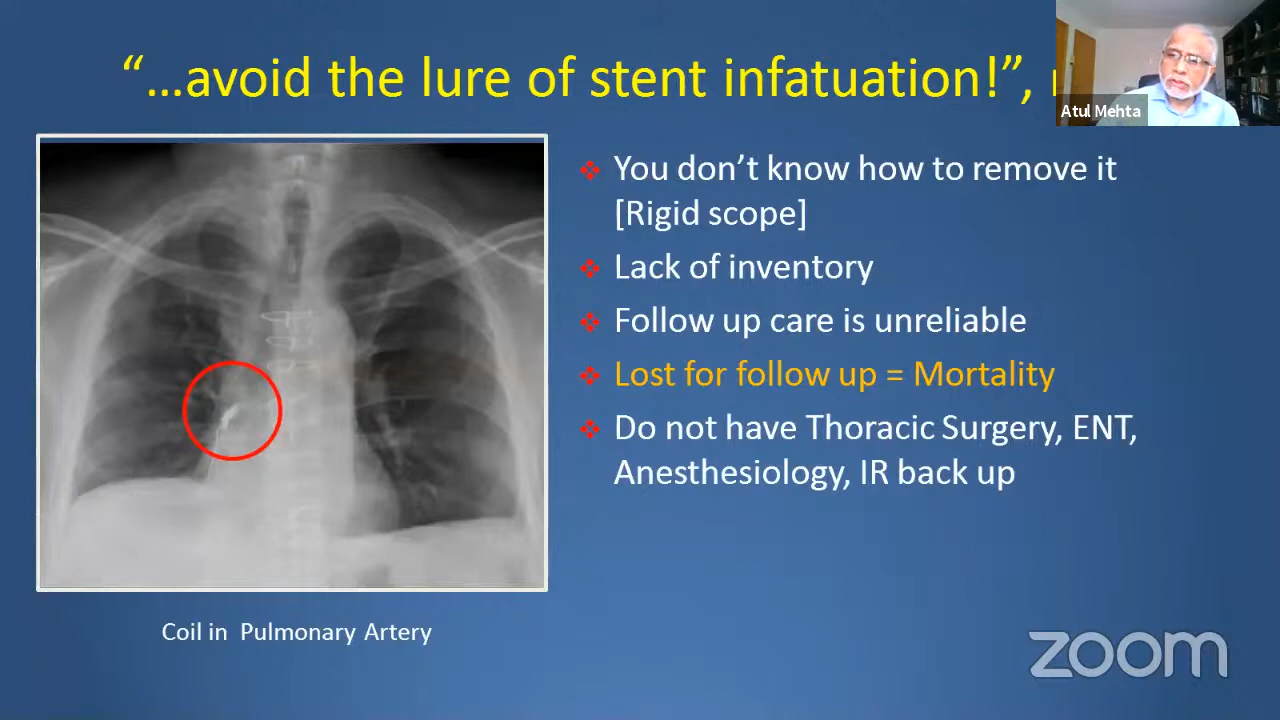 “...avoid the lure of stent infatuation!”,
Atul Mehta
❖ You don’t know how to remove it
[Rigid scope]
❖ Lack of inventory
❖ Follow up care is unreliable
❖ Lost for follow up = Mortality
❖ Do not have Thoracic Surgery, ENT,
Anesthesiology, IR back up
Coil in Pulmonary Artery
zoom